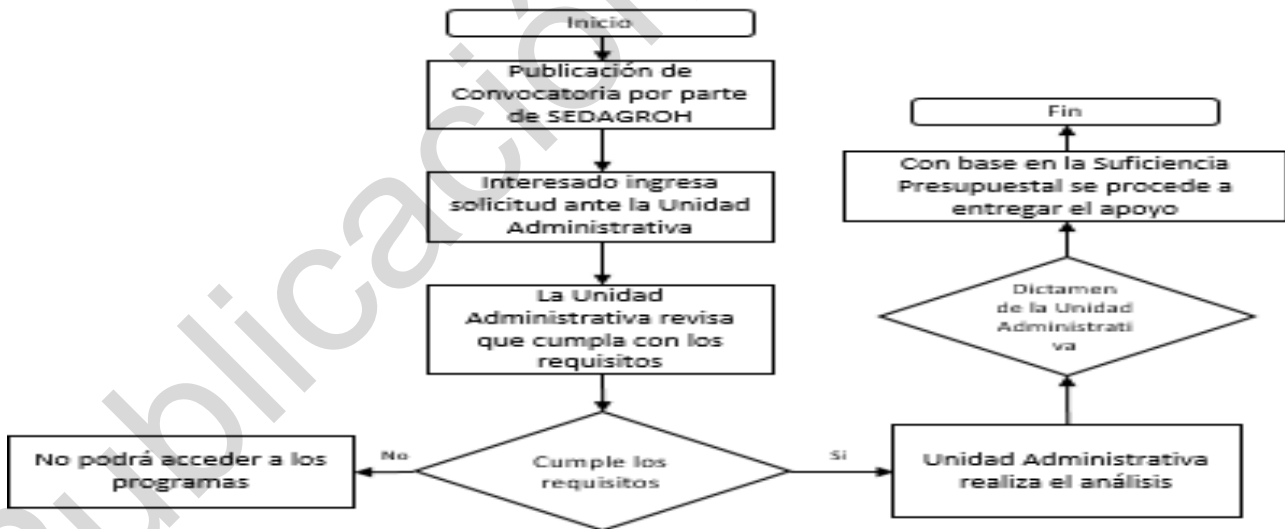 Inicio
Publicación de
Convocatoria por parte
de SEDAGROH
Interesado ingresa
solicitud ante la Unidad
Administrativa
La Unidad
Administrativa revisa
que cumpla con los
requisitos
Cumple los
requisitos
No
No podrá acceder a los
programas
Si
Unidad Administrativa
realiza el análisis
Dictamen
de la Unidad
Administrati
va
Con base en la Suficiencia
Presupuestal se procede a
entregar el apoyo
Fin
ublicación